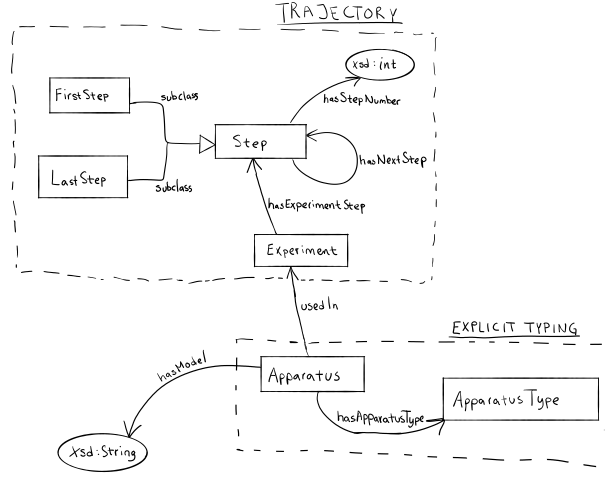 TRAJECTORY
xsd:int
FirstStep
subclass
hasStepNumber
Step
hasNextStep
LastStep
subclass
hasExperimentStep
Experiment
usedIn
EXPLICIT TYPING
hasModel
Apparatus
ApparatusType
hasApparatusType
Xsd:String